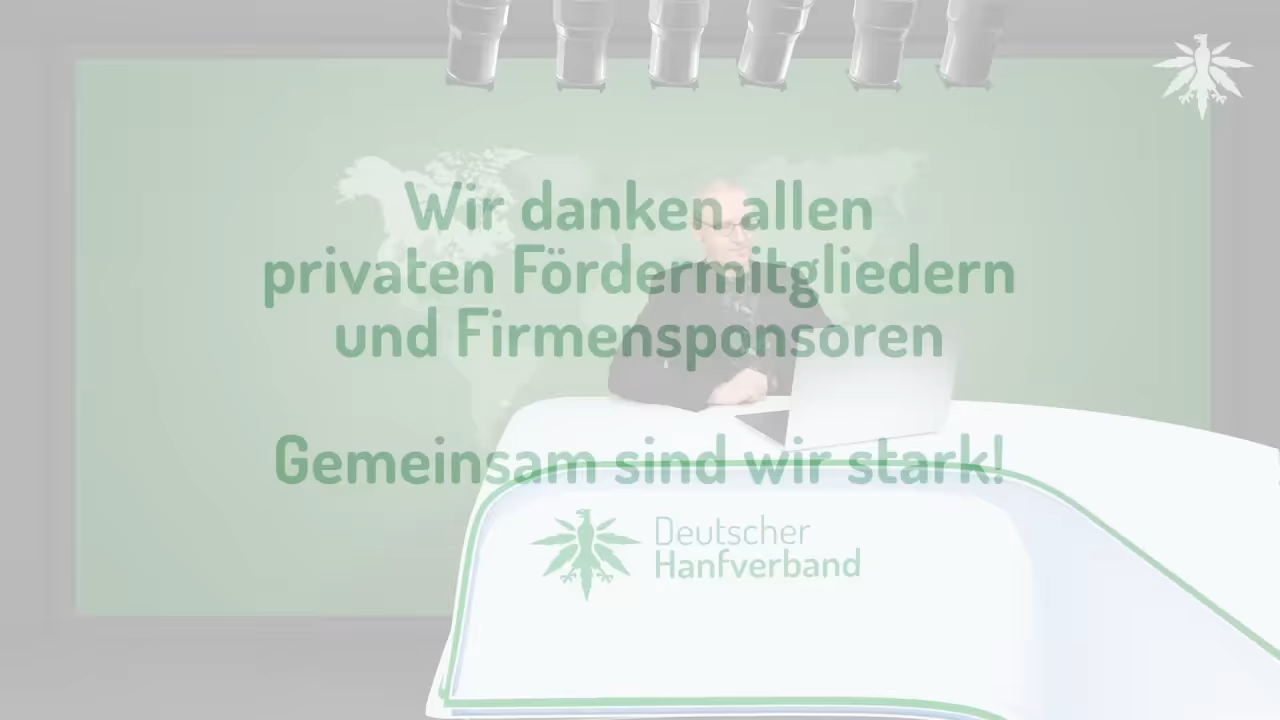 Wir danken allen
privaten Fördermitgliedern
und Firmensponsoren
Gemeinsam sind wir stark!
Deutscher
Hanfverband